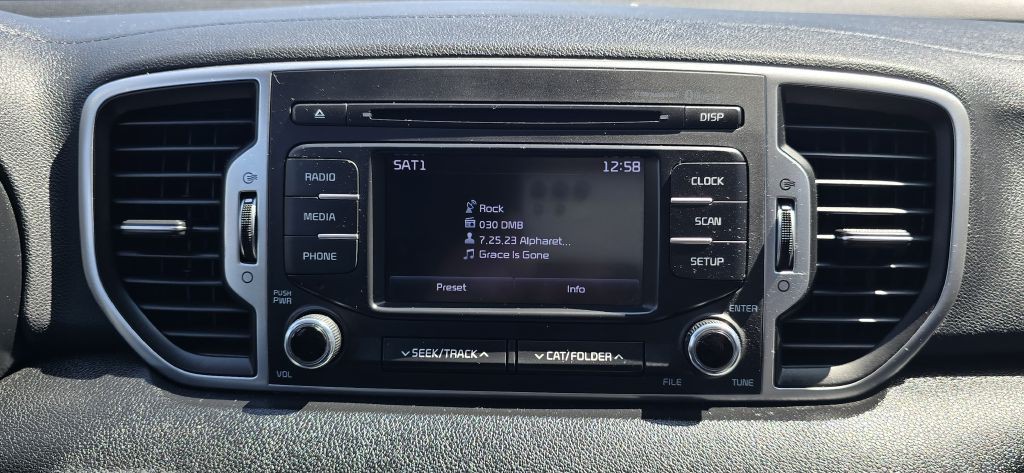 DISP
SAT1 12:58
RADIO
MEDIA
PHONE
Rock
030 DMB
7.25.23 Alpharet...
Grace Is Gone
Preset Info
CLOCK
SCAN
SETUP
PUSH
PWR
VOL
SEEK/TRACK
CAT/FOLDER
ENTER
FILE TUNE